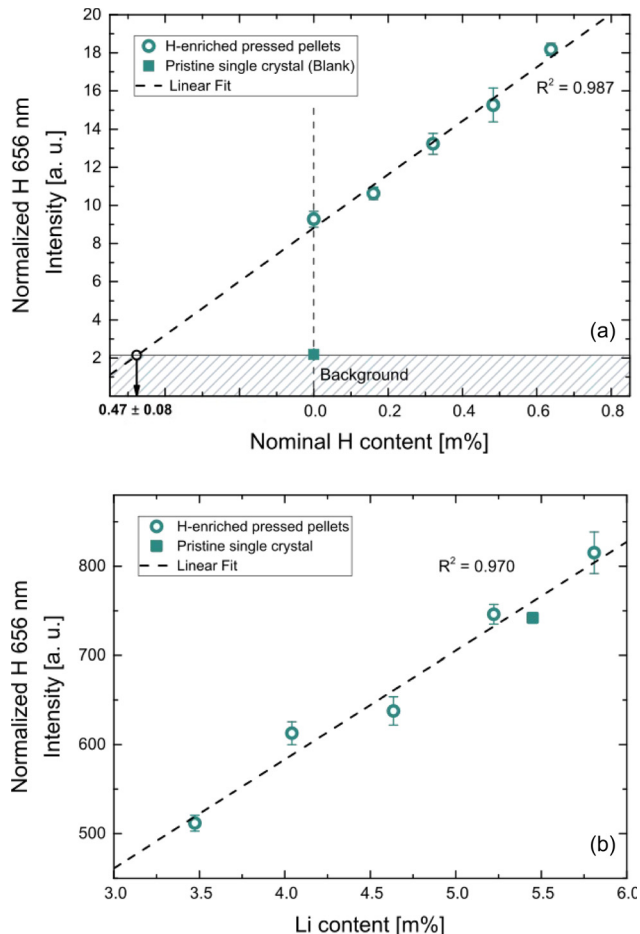 20
18
16
14
12
10
8
6
4
2
Normalized H 656 nm
Intensity [a. u.]
H-enriched pressed pellets
Pristine single crystal (Blank)
Linear Fit
R² = 0.987
(a)
Background
0.47 ± 0.08
0.0 0.2 0.4 0.6 0.8
Nominal H content [m%]
800
700
600
500
Normalized H 656 nm
Intensity [a. u.]
H-enriched pressed pellets
Pristine single crystal
Linear Fit
R² = 0.970
(b)
3.0 3.5 4.0 4.5 5.0 5.5 6.0
Li content [m%]